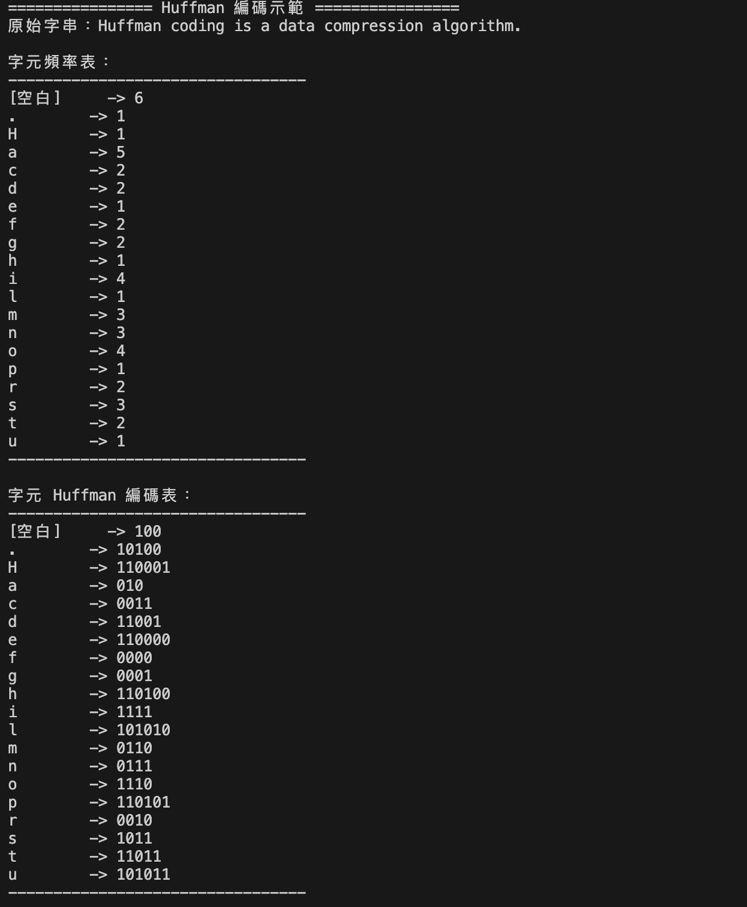 ================ Huffman 編碼示範 ================
原始字串：Huffman coding is a data compression algorithm.
字元頻率表：
---------------------------------
[空白]     -> 6
.        -> 1
H        -> 1
a        -> 5
c        -> 2
d        -> 2
e        -> 1
f        -> 2
g        -> 2
h        -> 1
i        -> 4
l        -> 1
m        -> 3
n        -> 3
o        -> 4
p        -> 1
r        -> 2
s        -> 3
t        -> 2
u        -> 1
---------------------------------
字元 Huffman 編碼表：
---------------------------------
[空白]     -> 100
.        -> 10100
H        -> 110001
a        -> 010
c        -> 0011
d        -> 11001
e        -> 110000
f        -> 0000
g        -> 0001
h        -> 110100
i        -> 1111
l        -> 101010
m        -> 0110
n        -> 0111
o        -> 1110
p        -> 110101
r        -> 0010
s        -> 1011
t        -> 11011
u        -> 101011
---------------------------------